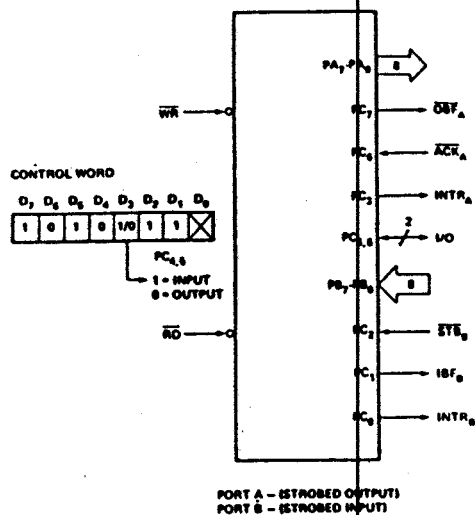 PA7-PA0
8
WR
PC7
OBFA
PC6
ACKA
CONTROL WORD
PC3
INTRA
D7 D6 D5 D4 D3 D2 D1 D0
1 0 1 0 1/0 1 1
2
PC4,5
I/O
PC4,5
1 = INPUT
0 = OUTPUT
PB7-PB0
8
RD
PC2
STBB
PC1
IBFB
PC0
INTRB
PORT A – (STROBED OUTPUT)
PORT B – (STROBED INPUT)